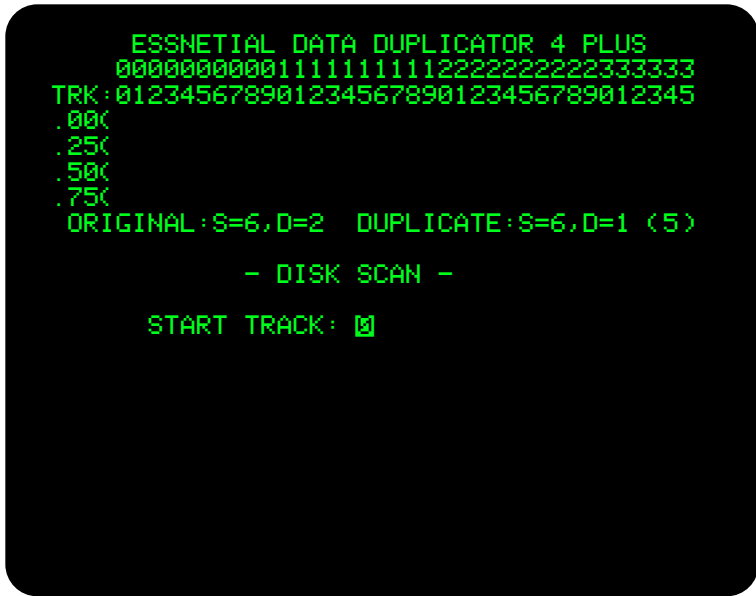 ESSNETIAL DATA DUPLICATOR 4 PLUS
000000000011111111112222222222333333
TRK:012345678901234567890123456789012345
.00(
.25(
.50(
.75(
ORIGINAL:S=6,D=2 DUPLICATE:S=6,D=1 (5)
- DISK SCAN -
START TRACK: 0